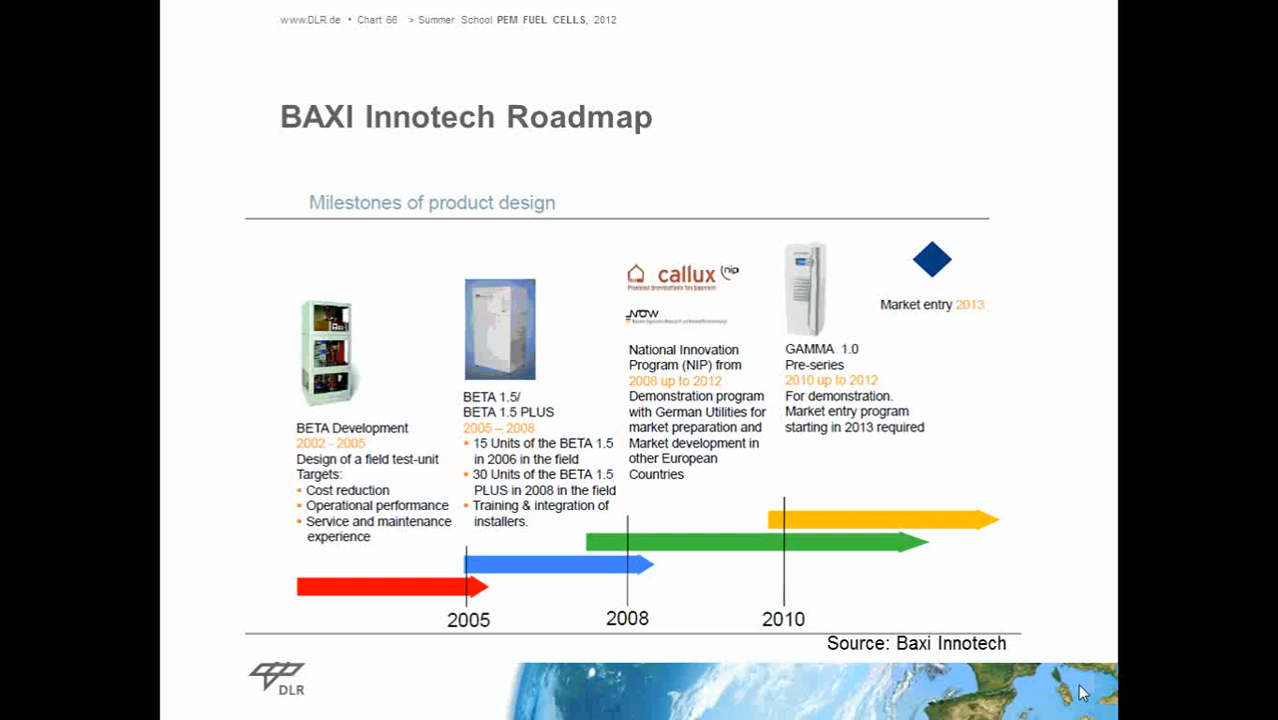 www.DLR.de • Chart 66 > Summer School PEM FUEL CELLS, 2012
BAXI Innotech Roadmap
Milestones of product design
BETA Development
2002 - 2005
Design of a field test-unit
Targets:
▪ Cost reduction
▪ Operational performance
▪ Service and maintenance
experience
BETA 1.5/
BETA 1.5 PLUS
2005 – 2008
▪ 15 Units of the BETA 1.5
in 2006 in the field
▪ 30 Units of the BETA 1.5
PLUS in 2008 in the field
▪ Training & integration of
installers.
callux nip
NOW
National Innovation
Program (NIP) from
2008 up to 2012
Demonstration program
with German Utilities for
market preparation and
Market development in
other European
Countries
GAMMA 1.0
Pre-series
2010 up to 2012
For demonstration.
Market entry program
starting in 2013 required
Market entry 2013
2005
2008
2010
Source: Baxi Innotech
DLR